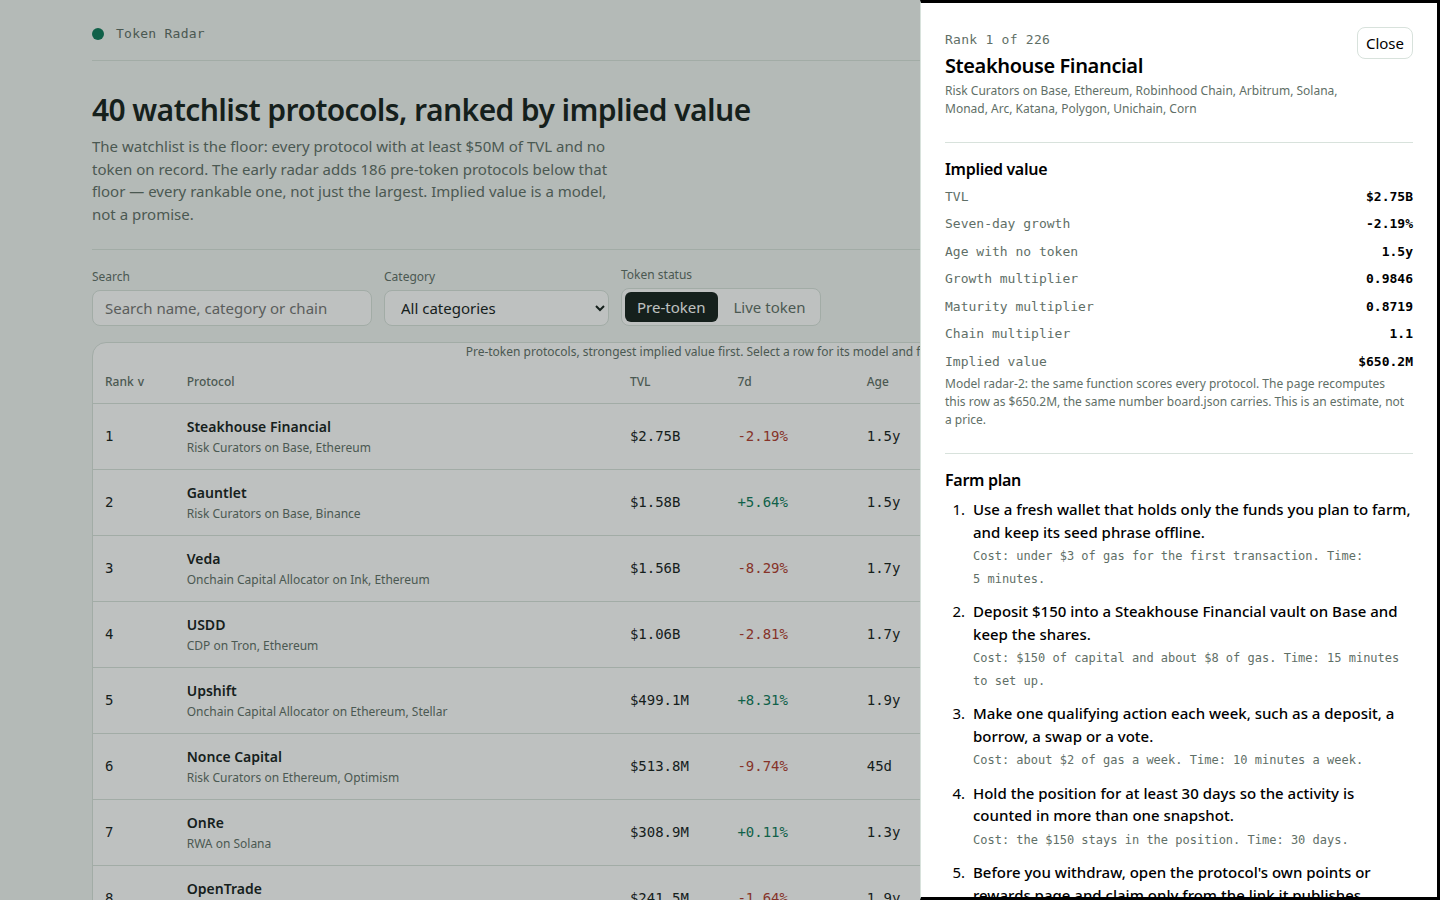 Token Radar
40 watchlist protocols, ranked by implied value
The watchlist is the floor: every protocol with at least $50M of TVL and no
token on record. The early radar adds 186 pre-token protocols below that
floor — every rankable one, not just the largest. Implied value is a model,
not a promise.
Search
Category
Token status
Search name, category or chain
All categories
Pre-token
Live token
Pre-token protocols, strongest implied value first. Select a row for its model and f
Rank v
Protocol
TVL
7d
Age
1
Steakhouse Financial
Risk Curators on Base, Ethereum
$2.75B
-2.19%
1.5y
2
Gauntlet
Risk Curators on Base, Binance
$1.58B
+5.64%
1.5y
3
Veda
Onchain Capital Allocator on Ink, Ethereum
$1.56B
-8.29%
1.7y
4
USDD
CDP on Tron, Ethereum
$1.06B
-2.81%
1.7y
5
Upshift
Onchain Capital Allocator on Ethereum, Stellar
$499.1M
+8.31%
1.9y
6
Nonce Capital
Risk Curators on Ethereum, Optimism
$513.8M
-9.74%
45d
7
OnRe
RWA on Solana
$308.9M
+0.11%
1.3y
8
OpenTrade
$241.5M
-1.64%
1.9y
Rank 1 of 226
Close
Steakhouse Financial
Risk Curators on Base, Ethereum, Robinhood Chain, Arbitrum, Solana,
Monad, Arc, Katana, Polygon, Unichain, Corn
Implied value
TVL $2.75B
Seven-day growth -2.19%
Age with no token 1.5y
Growth multiplier 0.9846
Maturity multiplier 0.8719
Chain multiplier 1.1
Implied value $650.2M
Model radar-2: the same function scores every protocol. The page recomputes
this row as $650.2M, the same number board.json carries. This is an estimate, not
a price.
Farm plan
1. Use a fresh wallet that holds only the funds you plan to farm,
and keep its seed phrase offline.
Cost: under $3 of gas for the first transaction. Time:
5 minutes.
2. Deposit $150 into a Steakhouse Financial vault on Base and
keep the shares.
Cost: $150 of capital and about $8 of gas. Time: 15 minutes
to set up.
3. Make one qualifying action each week, such as a deposit, a
borrow, a swap or a vote.
Cost: about $2 of gas a week. Time: 10 minutes a week.
4. Hold the position for at least 30 days so the activity is
counted in more than one snapshot.
Cost: the $150 stays in the position. Time: 30 days.
5. Before you withdraw, open the protocol's own points or
rewards page and claim only from the link it publishes.